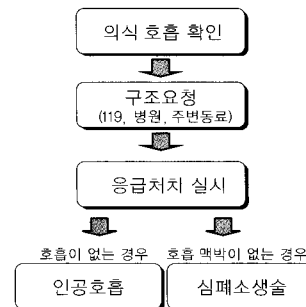 의식 호흡 확인
구조요청
(119, 병원, 주변동료)
응급처치 실시
호흡이 없는 경우 호흡 맥박이 없는 경우
인공호흡 심폐소생술